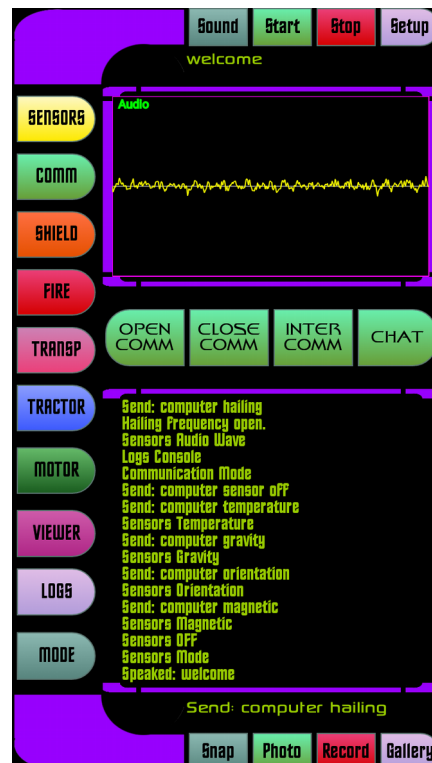 Sound Start Stop Setup
welcome
SENSORS
COMM
SHIELD
FIRE
TRANSP
TRACTOR
MOTOR
VIEWER
LOGS
MODE
Audio
OPEN COMM
CLOSE COMM
INTER COMM
CHAT
Send: computer hailing
Hailing frequency open.
Sensors Audio Wave
Logs Console
Communication Mode
Send: computer sensor off
Send: computer temperature
Sensors Temperature
Send: computer gravity
Sensors Gravity
Send: computer orientation
Sensors Orientation
Send: computer magnetic
Sensors Magnetic
Sensors OFF
Sensors Mode
Speaked: welcome
Send: computer hailing
Snap Photo Record Gallery